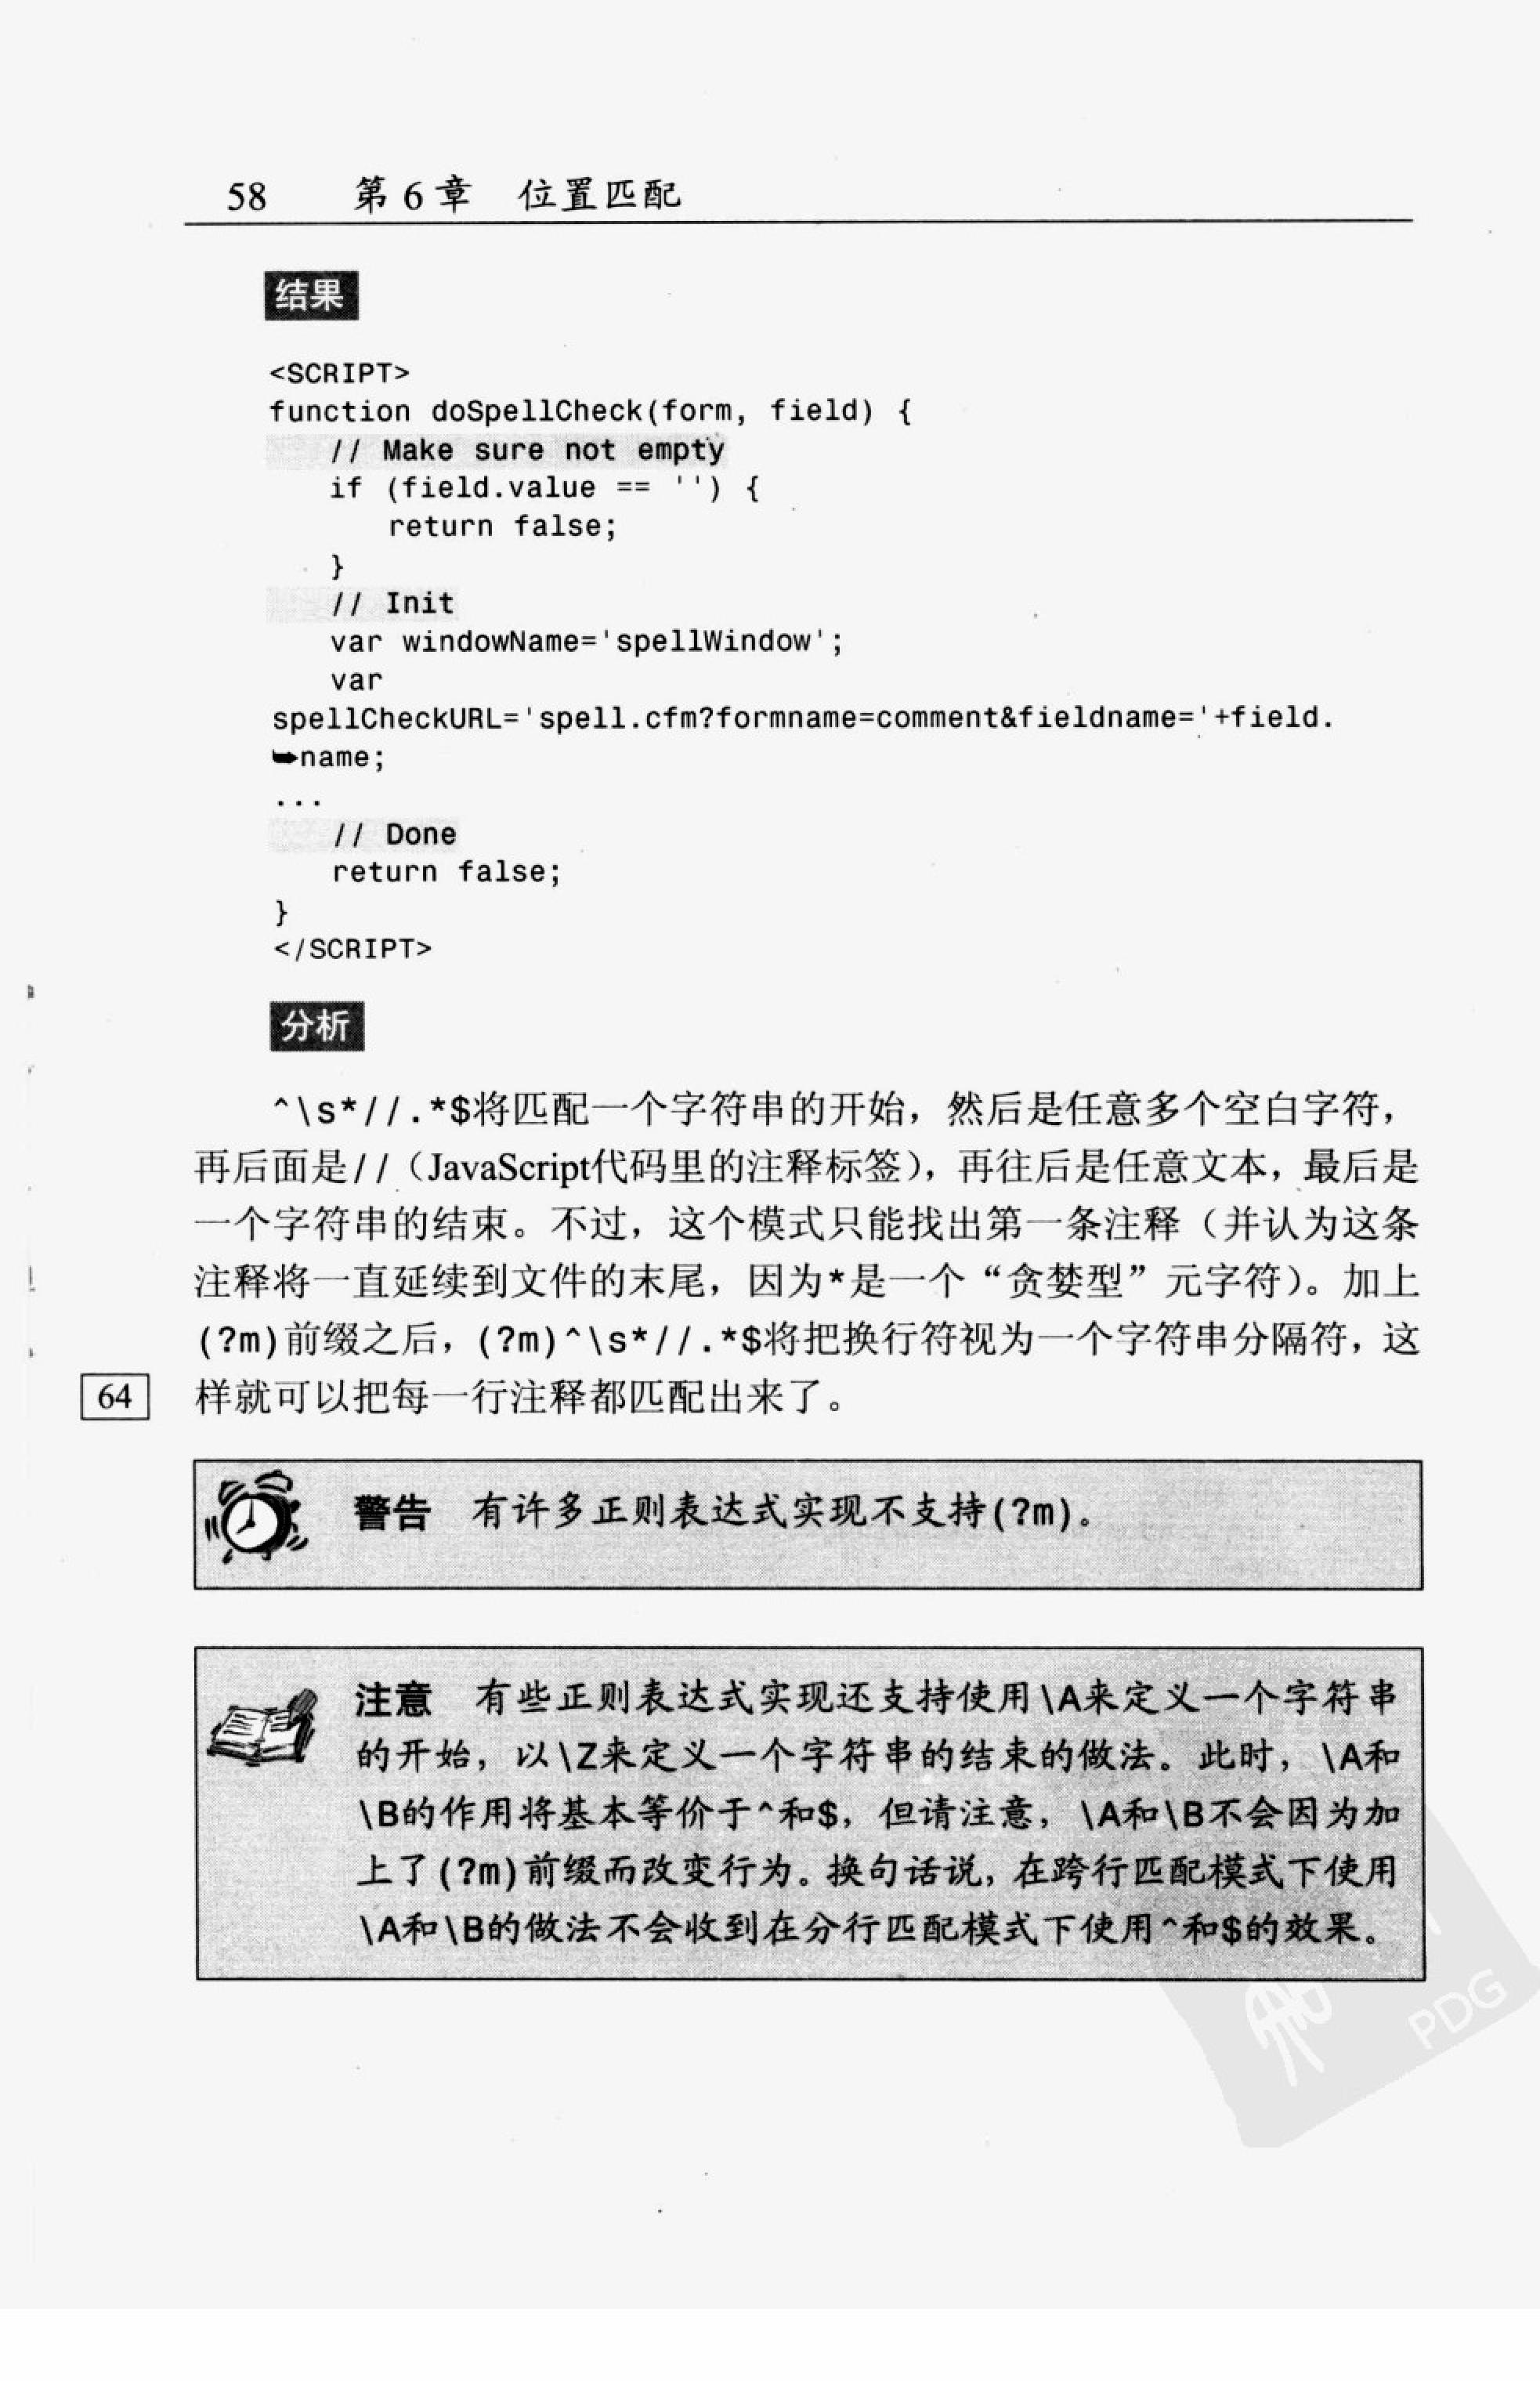 58 第 6 章 位置匹配
结果
<SCRIPT>
function doSpellCheck(form, field) {
// Make sure not empty
if (field.value == '') {
return false;
}
// Init
var windowName='spellWindow';
var
spellCheckURL='spell.cfm?formname=comment&fieldname='+field.
➥name;
...
// Done
return false;
}
</SCRIPT>
分析
^\s*//.*$将匹配一个字符串的开始，然后是任意多个空白字符，
再后面是//（JavaScript代码里的注释标签），再往后是任意文本，最后是
一个字符串的结束。不过，这个模式只能找出第一条注释（并认为这条
注释将一直延续到文件的末尾，因为*是一个“贪婪型”元字符）。加上
(?m)前缀之后，(?m)^\s*//.*$将把换行符视为一个字符串分隔符，这
64 样就可以把每一行注释都匹配出来了。
警告 有许多正则表达式实现不支持(?m)。
注意 有些正则表达式实现还支持使用\A来定义一个字符串
的开始，以\Z来定义一个字符串的结束的做法。此时，\A和
\B的作用将基本等价于^和$，但请注意，\A和\B不会因为加
上了(?m)前缀而改变行为。换句话说，在跨行匹配模式下使用
\A和\B的做法不会收到在分行匹配模式下使用^和$的效果。
PDG